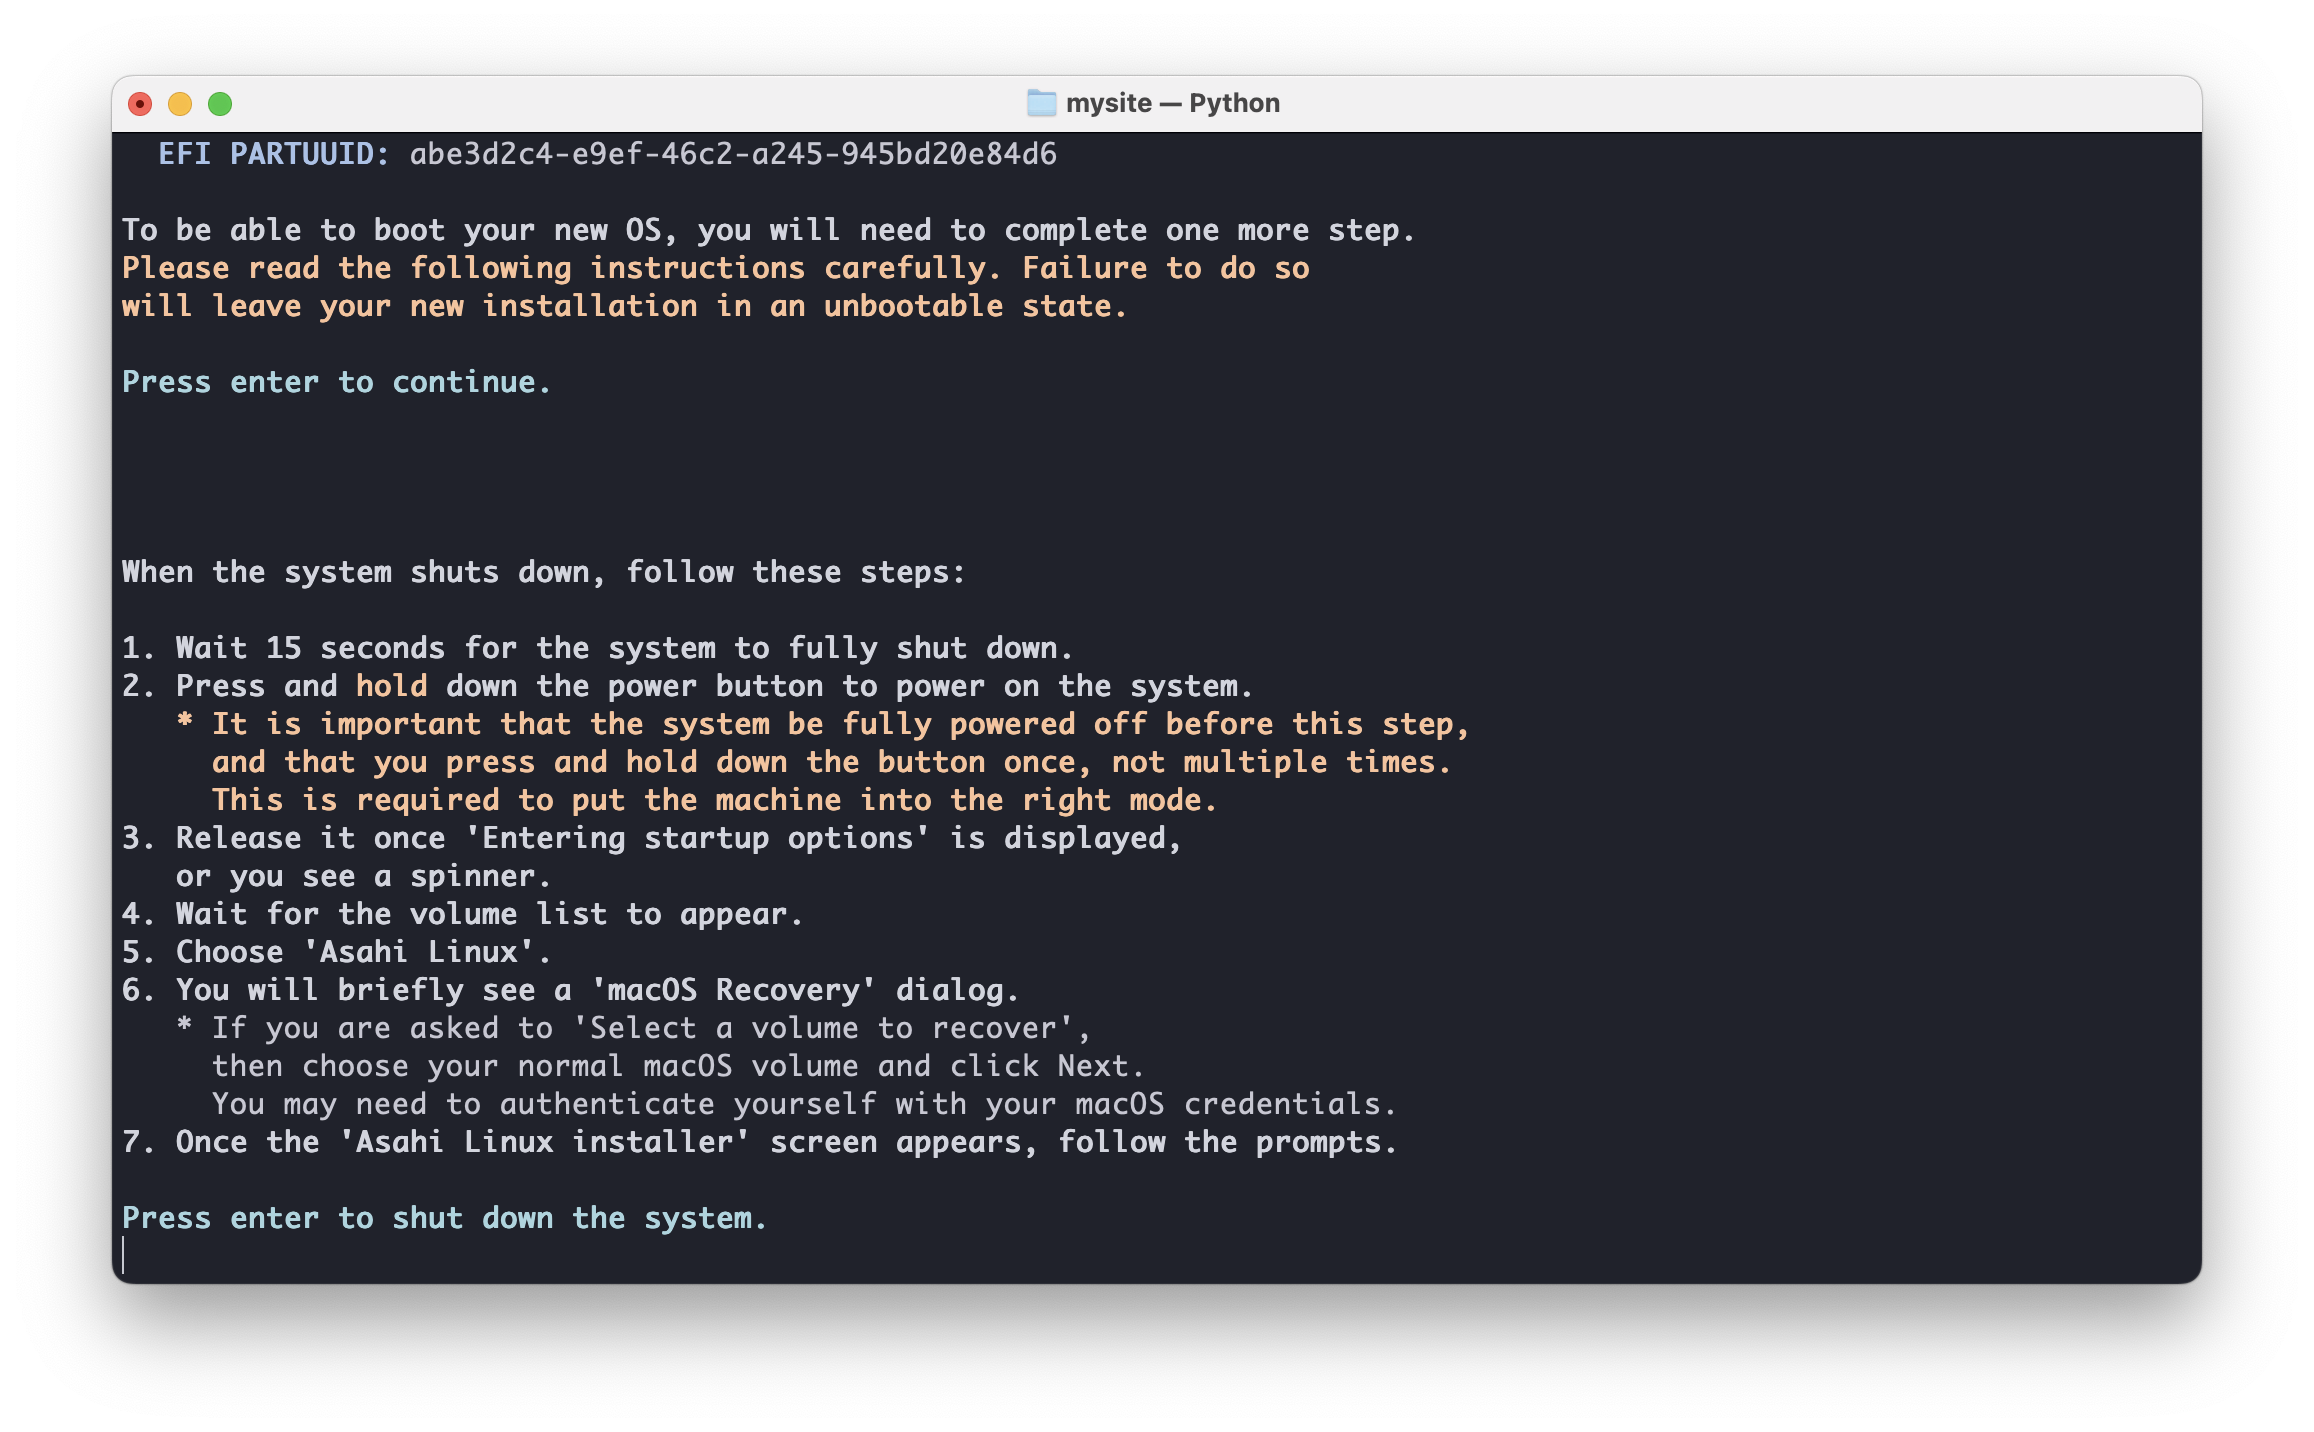 mysite — Python
EFI PARTUUID: abe3d2c4-e9ef-46c2-a245-945bd20e84d6
To be able to boot your new OS, you will need to complete one more step.
Please read the following instructions carefully. Failure to do so
will leave your new installation in an unbootable state.
Press enter to continue.
When the system shuts down, follow these steps:
1. Wait 15 seconds for the system to fully shut down.
2. Press and hold down the power button to power on the system.
* It is important that the system be fully powered off before this step,
and that you press and hold down the button once, not multiple times.
This is required to put the machine into the right mode.
3. Release it once 'Entering startup options' is displayed,
or you see a spinner.
4. Wait for the volume list to appear.
5. Choose 'Asahi Linux'.
6. You will briefly see a 'macOS Recovery' dialog.
* If you are asked to 'Select a volume to recover',
then choose your normal macOS volume and click Next.
You may need to authenticate yourself with your macOS credentials.
7. Once the 'Asahi Linux installer' screen appears, follow the prompts.
Press enter to shut down the system.